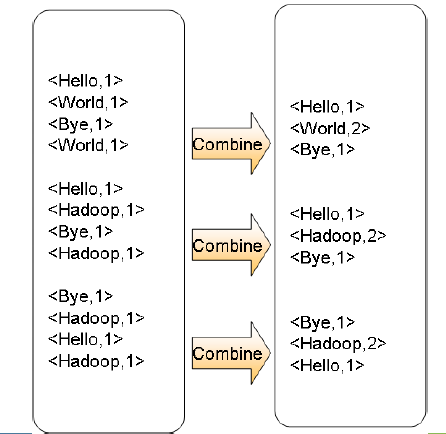 <Hello,1>
<World,1>
<Bye,1>
<World,1>
<Hello,1>
<Hadoop,1>
<Bye,1>
<Hadoop,1>
<Bye,1>
<Hadoop,1>
<Hello,1>
<Hadoop,1>
Combine
Combine
Combine
<Hello,1>
<World,2>
<Bye,1>
<Hello,1>
<Hadoop,2>
<Bye,1>
<Bye,1>
<Hadoop,2>
<Hello,1>